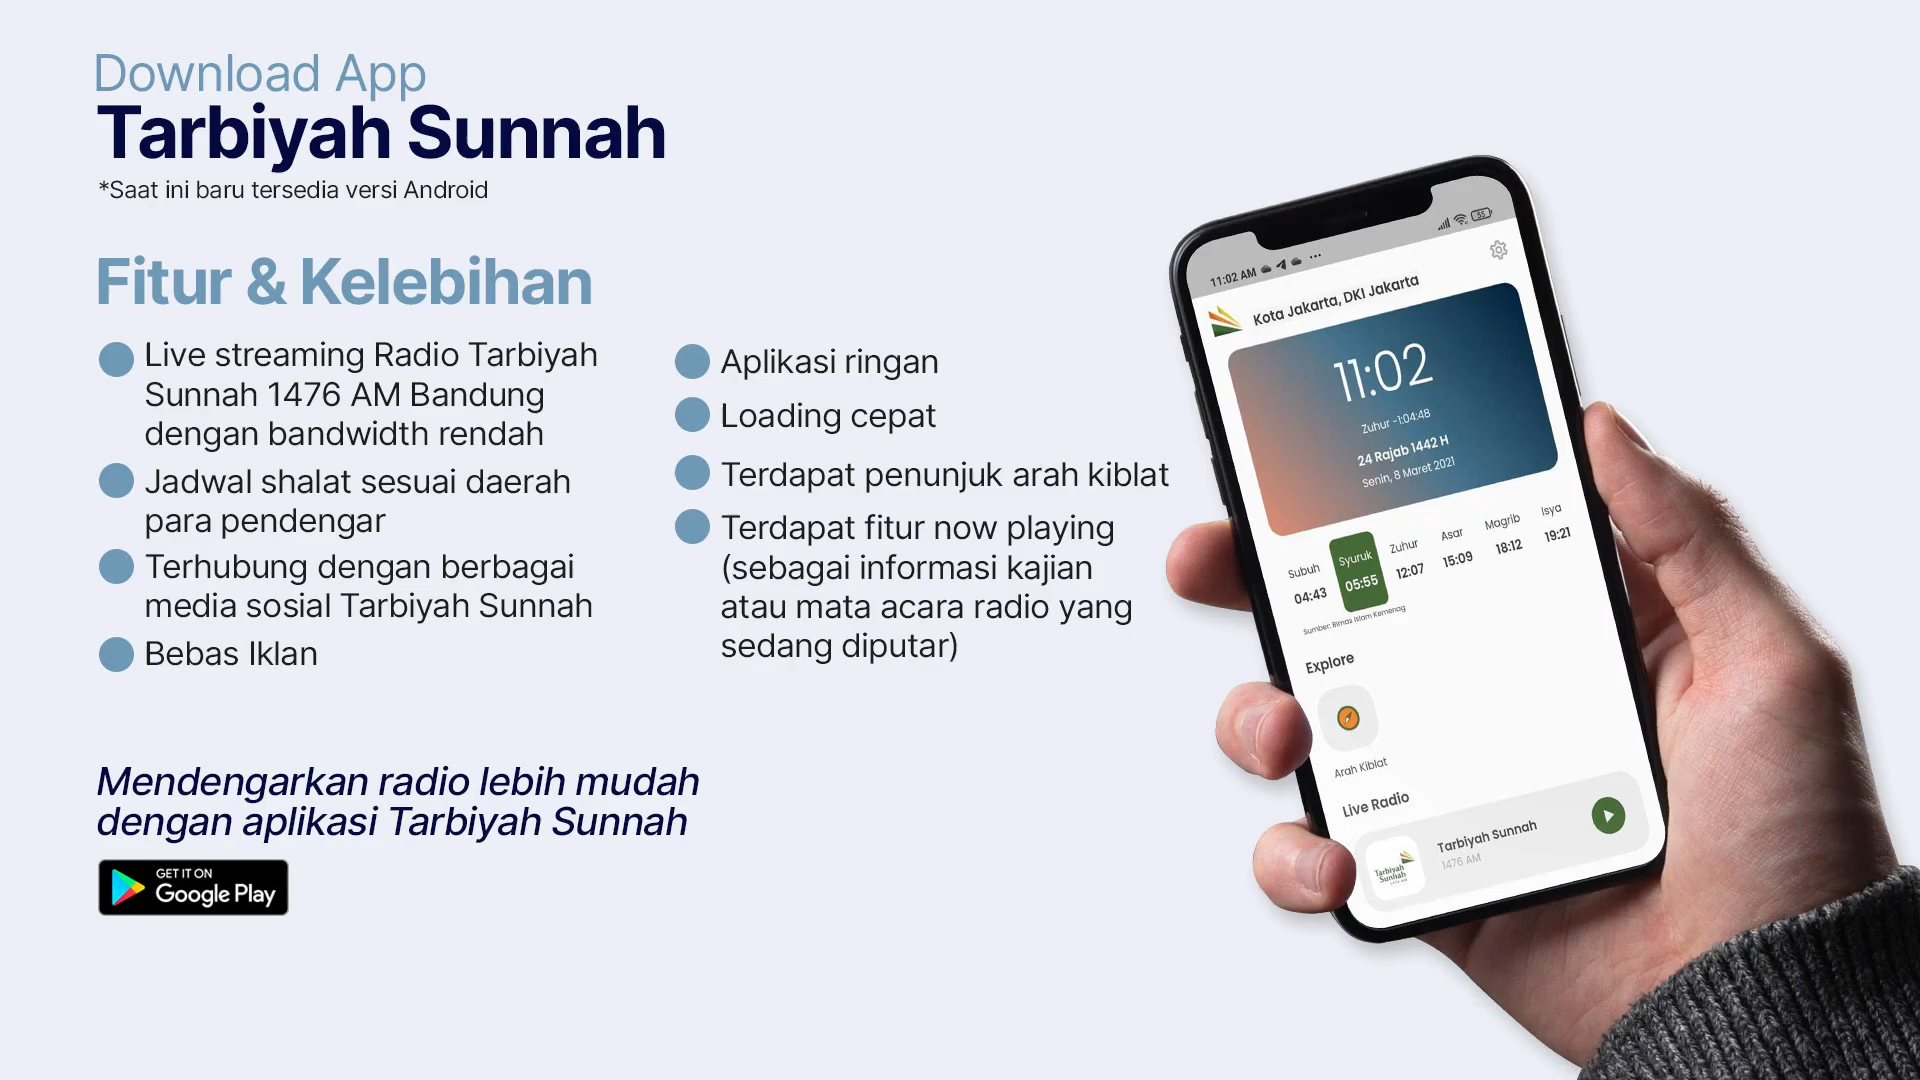 Download App
Tarbiyah Sunnah
*Saat ini baru tersedia versi Android
Fitur & Kelebihan
Live streaming Radio Tarbiyah
Sunnah 1476 AM Bandung
dengan bandwidth rendah
Jadwal shalat sesuai daerah
para pendengar
Terhubung dengan berbagai
media sosial Tarbiyah Sunnah
Bebas Iklan
Aplikasi ringan
Loading cepat
Terdapat penunjuk arah kiblat
Terdapat fitur now playing
(sebagai informasi kajian
atau mata acara radio yang
sedang diputar)
Mendengarkan radio lebih mudah
dengan aplikasi Tarbiyah Sunnah
GET IT ON
Google Play
11:02 AM ... 55
Kota Jakarta, DKI Jakarta
11:02
Zuhur -1:04:48
24 Rajab 1442 H
Senin, 8 Maret 2021
Subuh Syuruk Zuhur Asar Magrib Isya
04:43 05:55 12:07 15:09 18:12 19:21
Sumber: Bimas Islam Kemenag
Explore
Arah Kiblat
Live Radio
Tarbiyah Sunnah
1476 AM
Tarbiyah
Sunnah
1476 AM